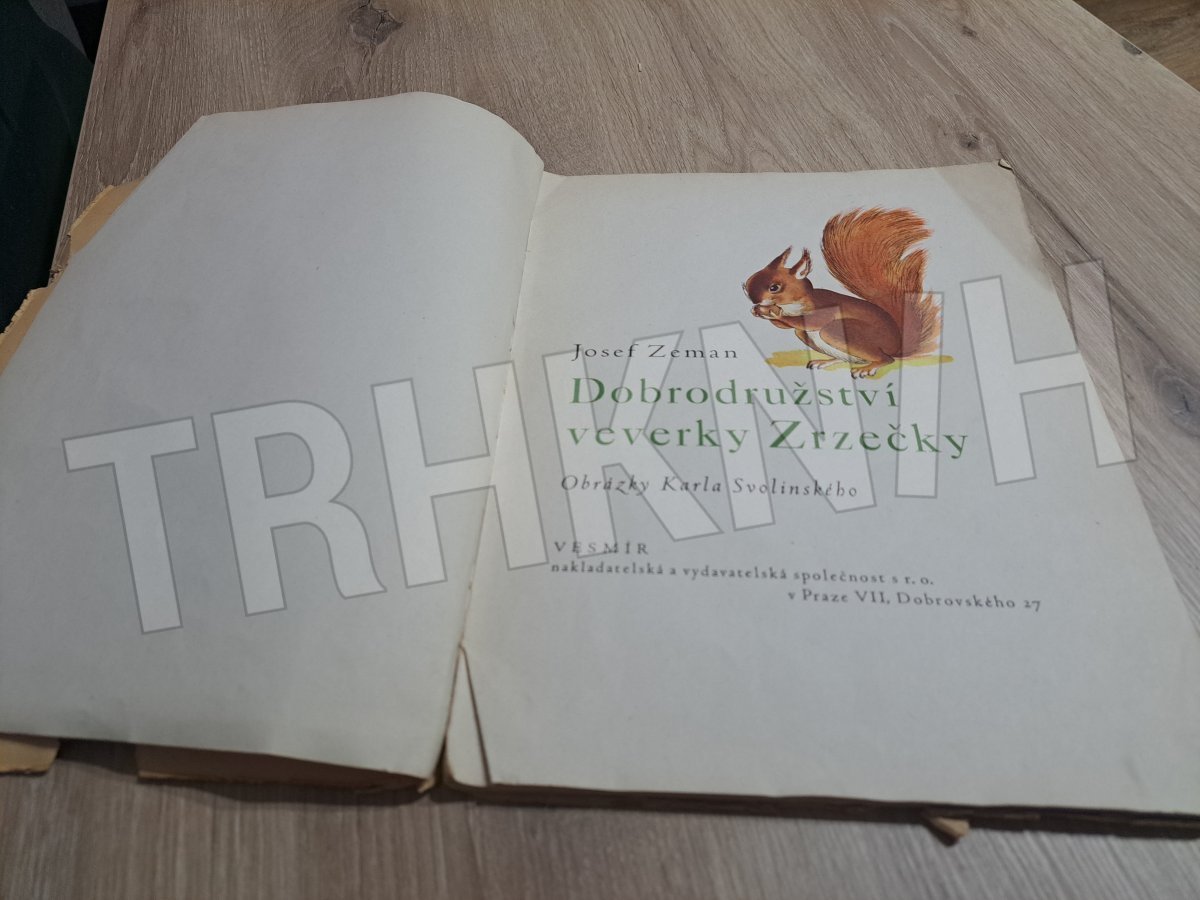 Josef Zeman
Dobrodružství
veverky Zrzečky
Obrázky Karla Svolinského
VESMÍR
nakladatelská a vydavatelská společnost s r. o.
v Praze VII, Dobrovského 27
TRHKNIH